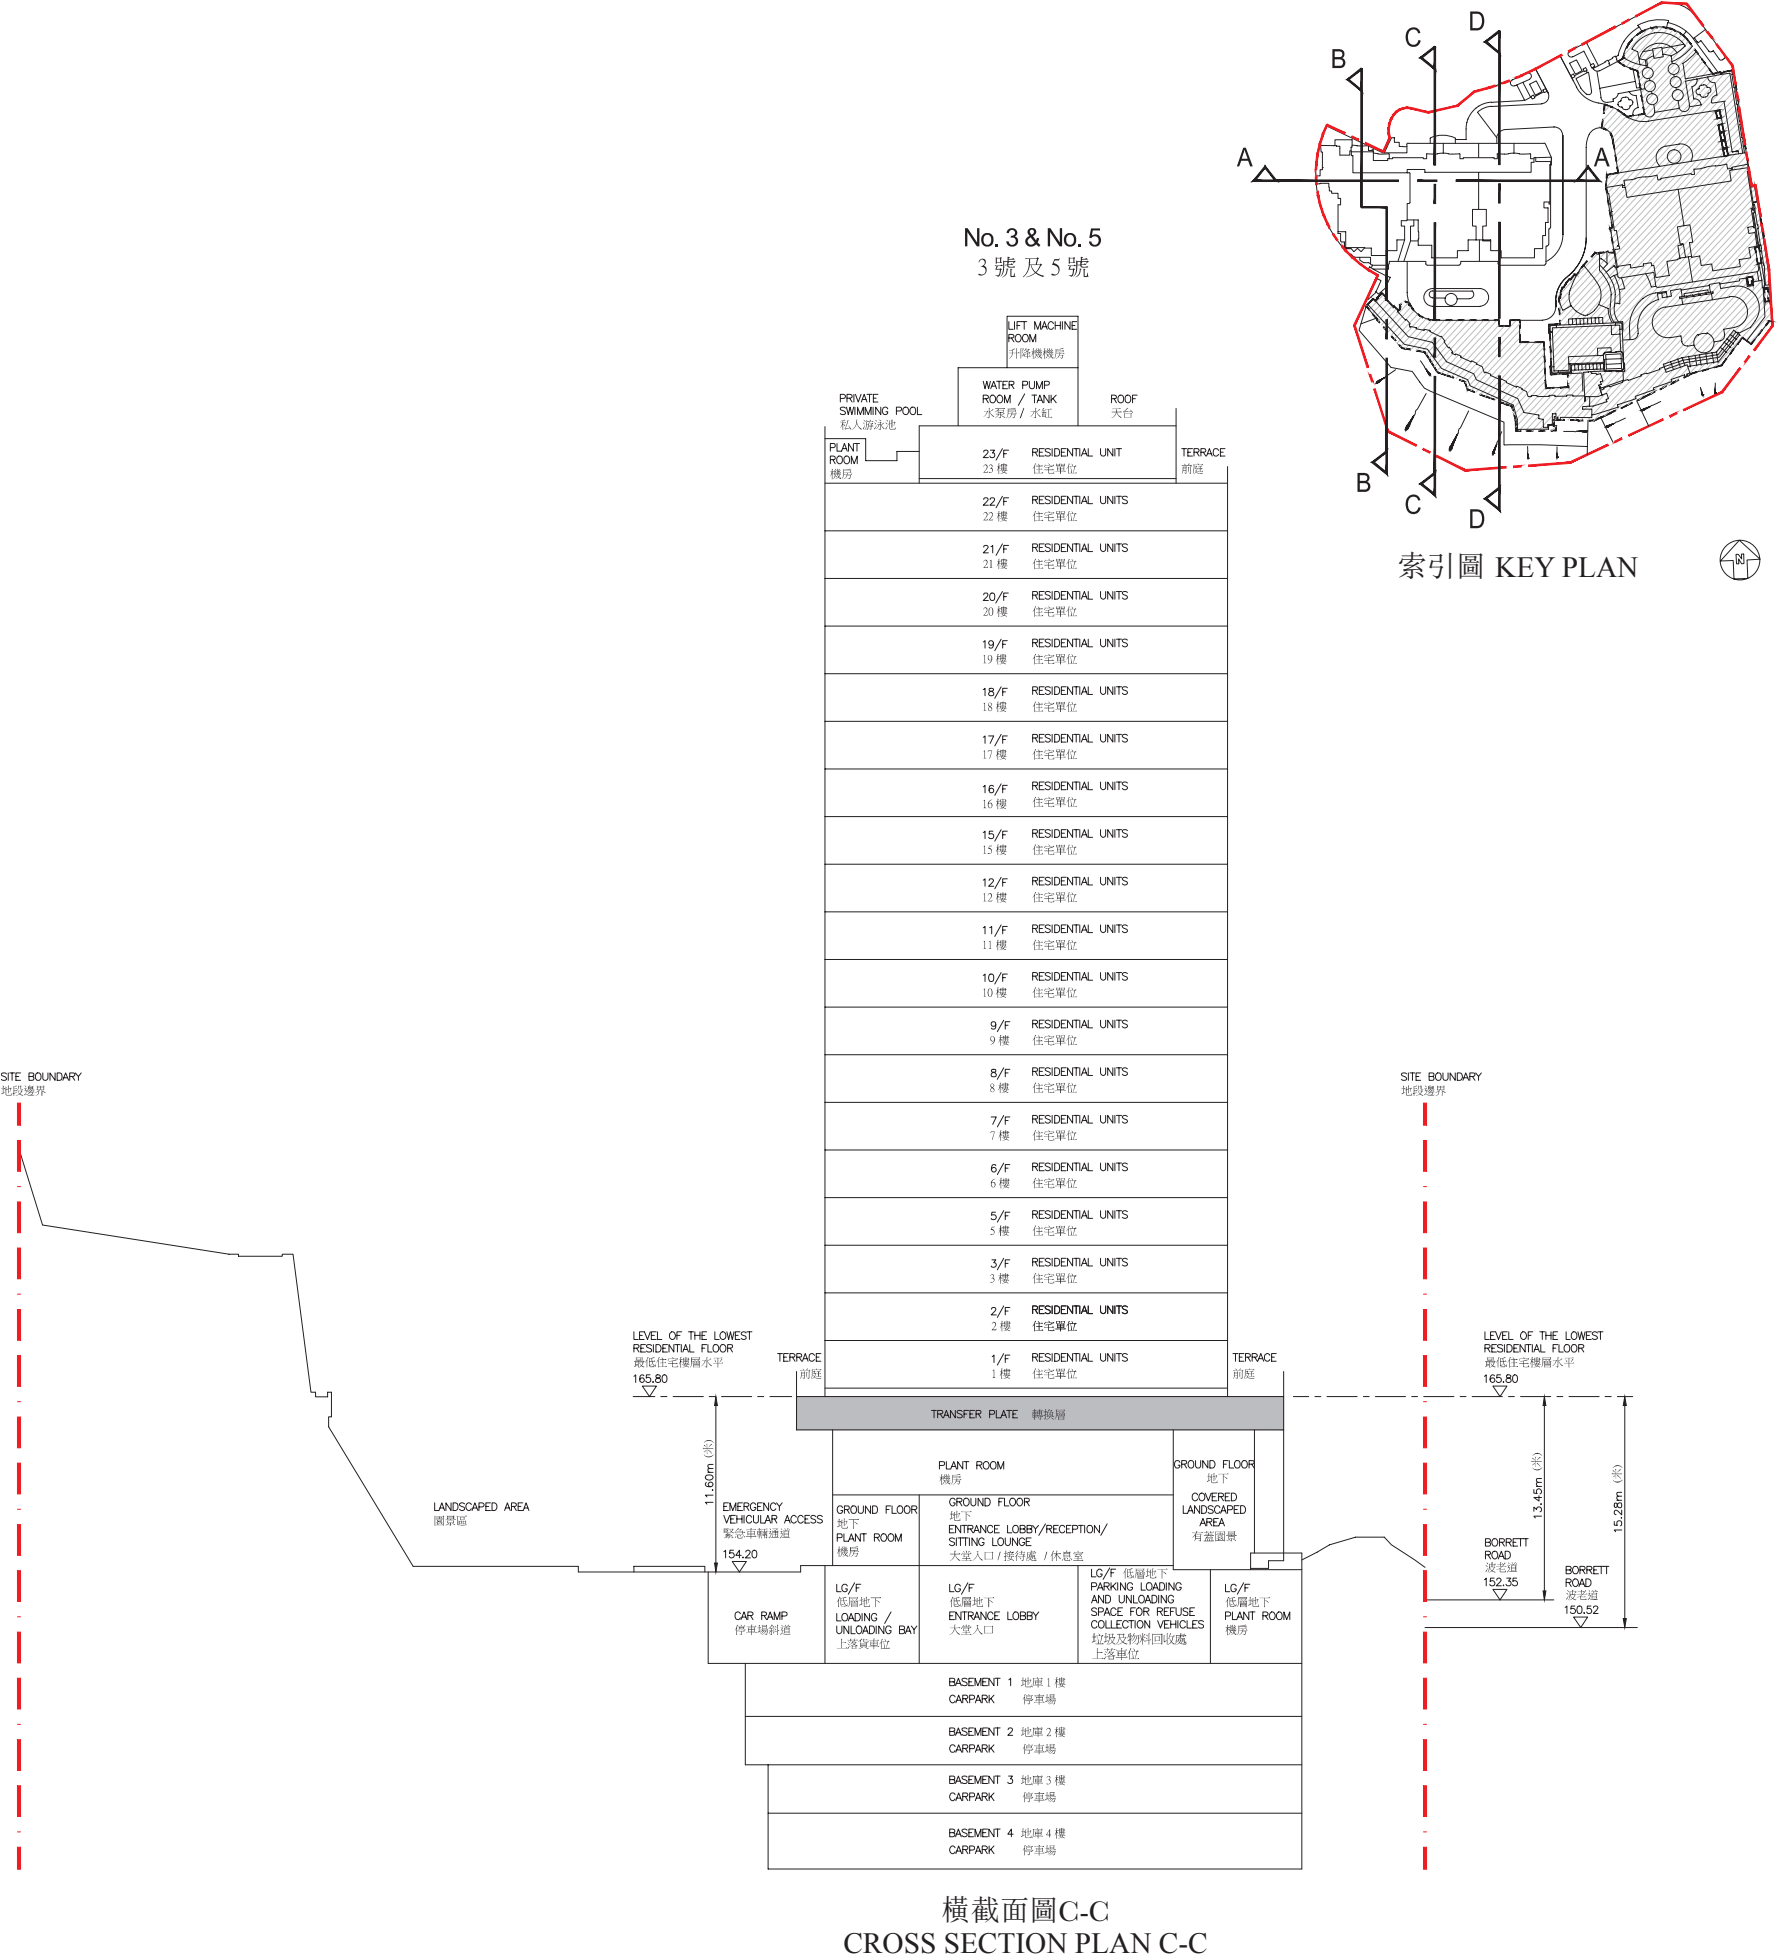 D
C
B
A
A
B
C
D
索引圖 KEY PLAN
N
No. 3 & No. 5
3 號 及 5 號
LIFT MACHINE
ROOM
升降機機房
WATER PUMP
ROOM / TANK
水泵房 / 水缸
PRIVATE
SWIMMING POOL
私人游泳池
ROOF
天台
PLANT
ROOM
機房
23/F RESIDENTIAL UNIT
23 樓 住宅單位
TERRACE
前庭
22/F RESIDENTIAL UNITS
22 樓 住宅單位
21/F RESIDENTIAL UNITS
21 樓 住宅單位
20/F RESIDENTIAL UNITS
20 樓 住宅單位
19/F RESIDENTIAL UNITS
19 樓 住宅單位
18/F RESIDENTIAL UNITS
18 樓 住宅單位
17/F RESIDENTIAL UNITS
17 樓 住宅單位
16/F RESIDENTIAL UNITS
16 樓 住宅單位
15/F RESIDENTIAL UNITS
15 樓 住宅單位
12/F RESIDENTIAL UNITS
12 樓 住宅單位
11/F RESIDENTIAL UNITS
11 樓 住宅單位
10/F RESIDENTIAL UNITS
10 樓 住宅單位
9/F RESIDENTIAL UNITS
9 樓 住宅單位
8/F RESIDENTIAL UNITS
8 樓 住宅單位
7/F RESIDENTIAL UNITS
7 樓 住宅單位
6/F RESIDENTIAL UNITS
6 樓 住宅單位
5/F RESIDENTIAL UNITS
5 樓 住宅單位
3/F RESIDENTIAL UNITS
3 樓 住宅單位
2/F RESIDENTIAL UNITS
2 樓 住宅單位
1/F RESIDENTIAL UNITS
1 樓 住宅單位
SITE BOUNDARY
地段邊界
SITE BOUNDARY
地段邊界
LEVEL OF THE LOWEST
RESIDENTIAL FLOOR
最低住宅樓層水平
165.80
TERRACE
前庭
TERRACE
前庭
LEVEL OF THE LOWEST
RESIDENTIAL FLOOR
最低住宅樓層水平
165.80
TRANSFER PLATE 轉換層
11.60m (米)
13.45m (米)
15.28m (米)
LANDSCAPED AREA
園景區
EMERGENCY
VEHICULAR ACCESS
緊急車輛通道
154.20
PLANT ROOM
機房
GROUND FLOOR
地下
PLANT ROOM
機房
GROUND FLOOR
地下
ENTRANCE LOBBY/RECEPTION/
SITTING LOUNGE
大堂入口 / 接待處 / 休息室
GROUND FLOOR
地下
COVERED
LANDSCAPED
AREA
有蓋園景
BORRETT
ROAD
波老道
152.35
BORRETT
ROAD
波老道
150.52
CAR RAMP
停車場斜道
LG/F
低層地下
LOADING /
UNLOADING BAY
上落貨車位
LG/F
低層地下
ENTRANCE LOBBY
大堂入口
LG/F 低層地下
PARKING LOADING
AND UNLOADING
SPACE FOR REFUSE
COLLECTION VEHICLES
垃圾及物料回收處
上落車位
LG/F
低層地下
PLANT ROOM
機房
BASEMENT 1 地庫 1 樓
CARPARK 停車場
BASEMENT 2 地庫 2 樓
CARPARK 停車場
BASEMENT 3 地庫 3 樓
CARPARK 停車場
BASEMENT 4 地庫 4 樓
CARPARK 停車場
橫截面圖C-C
CROSS SECTION PLAN C-C